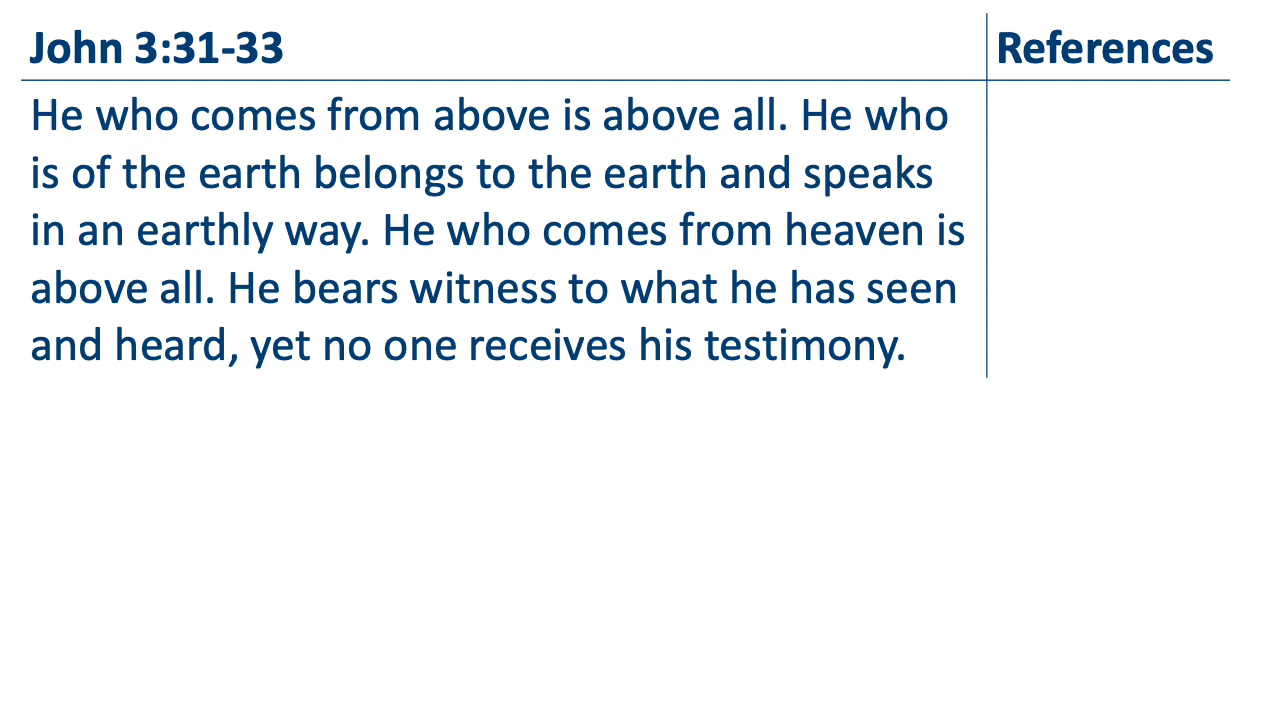 John 3:31-33
References
He who comes from above is above all. He who
is of the earth belongs to the earth and speaks
in an earthly way. He who comes from heaven is
above all. He bears witness to what he has seen
and heard, yet no one receives his testimony.